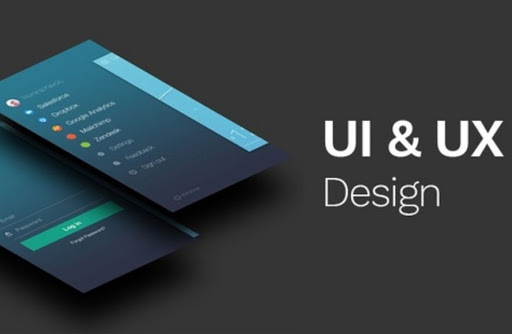 Salesforce
Dropbox
Google Analytics
Mailchimp
Zendesk
Settings
Feedback
Sign out
Email
Password
Log in
Forgot Password?
UI & UX
Design